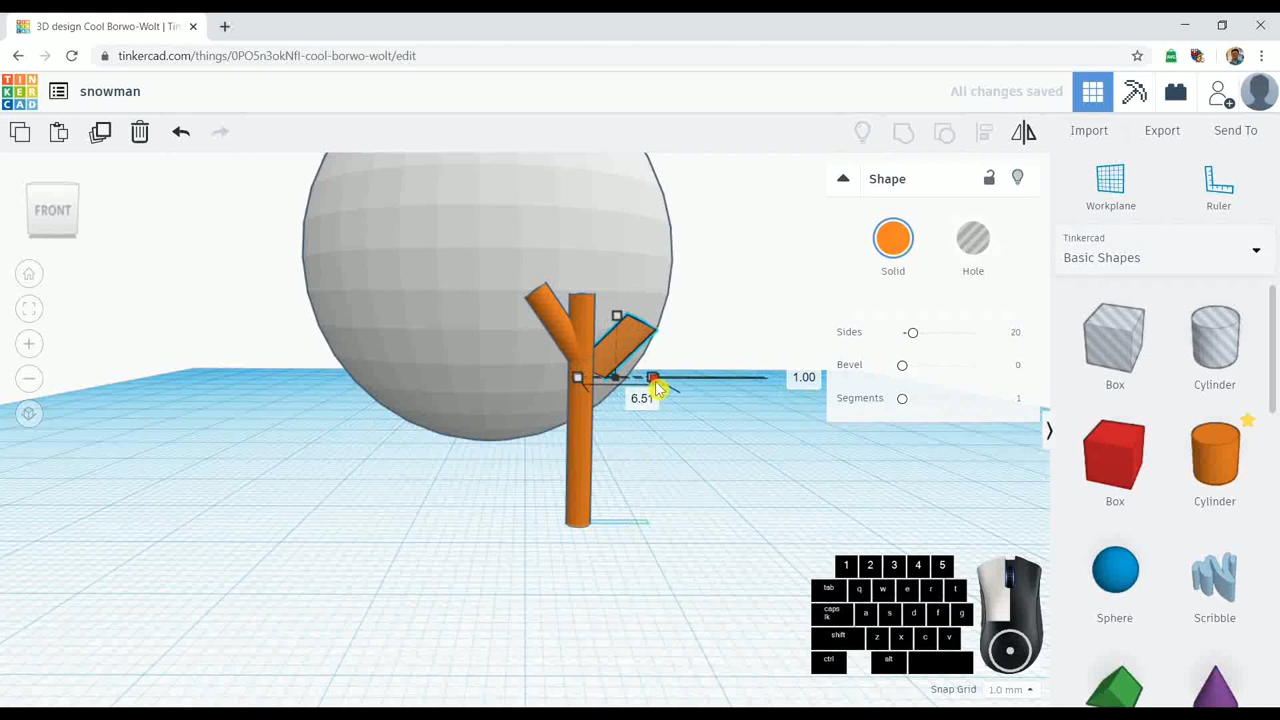 3D design Cool Borwo-Wolt | Tin
tinkercad.com/things/0PO5n3okNfI-cool-borwo-wolt/edit
TIN
KER
CAD
snowman
All changes saved
Import
Export
Send To
FRONT
Shape
Workplane
Ruler
Solid
Hole
Tinkercad
Basic Shapes
Sides
20
Bevel
0
Segments
1
1.00
6.51
Box
Cylinder
Box
Cylinder
Sphere
Scribble
1 2 3 4 5
tab q w e r t
caps lk a s d f g
shift z x c v
ctrl alt
Snap Grid 1.0 mm